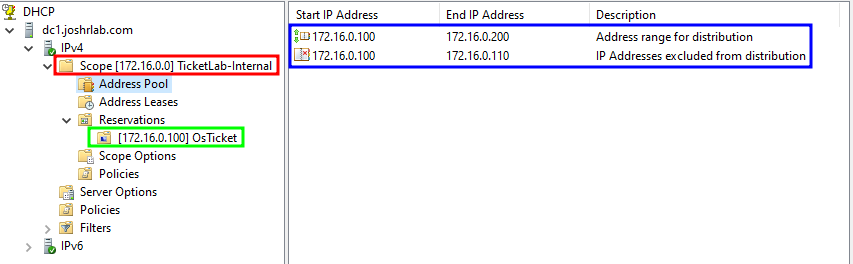 DHCP
dc1.joshrlab.com
IPv4
Scope [172.16.0.0] TicketLab-Internal
Address Pool
Address Leases
Reservations
[172.16.0.100] OsTicket
Scope Options
Policies
Server Options
Policies
Filters
IPv6
Start IP Address End IP Address Description
172.16.0.100 172.16.0.200 Address range for distribution
172.16.0.100 172.16.0.110 IP Addresses excluded from distribution